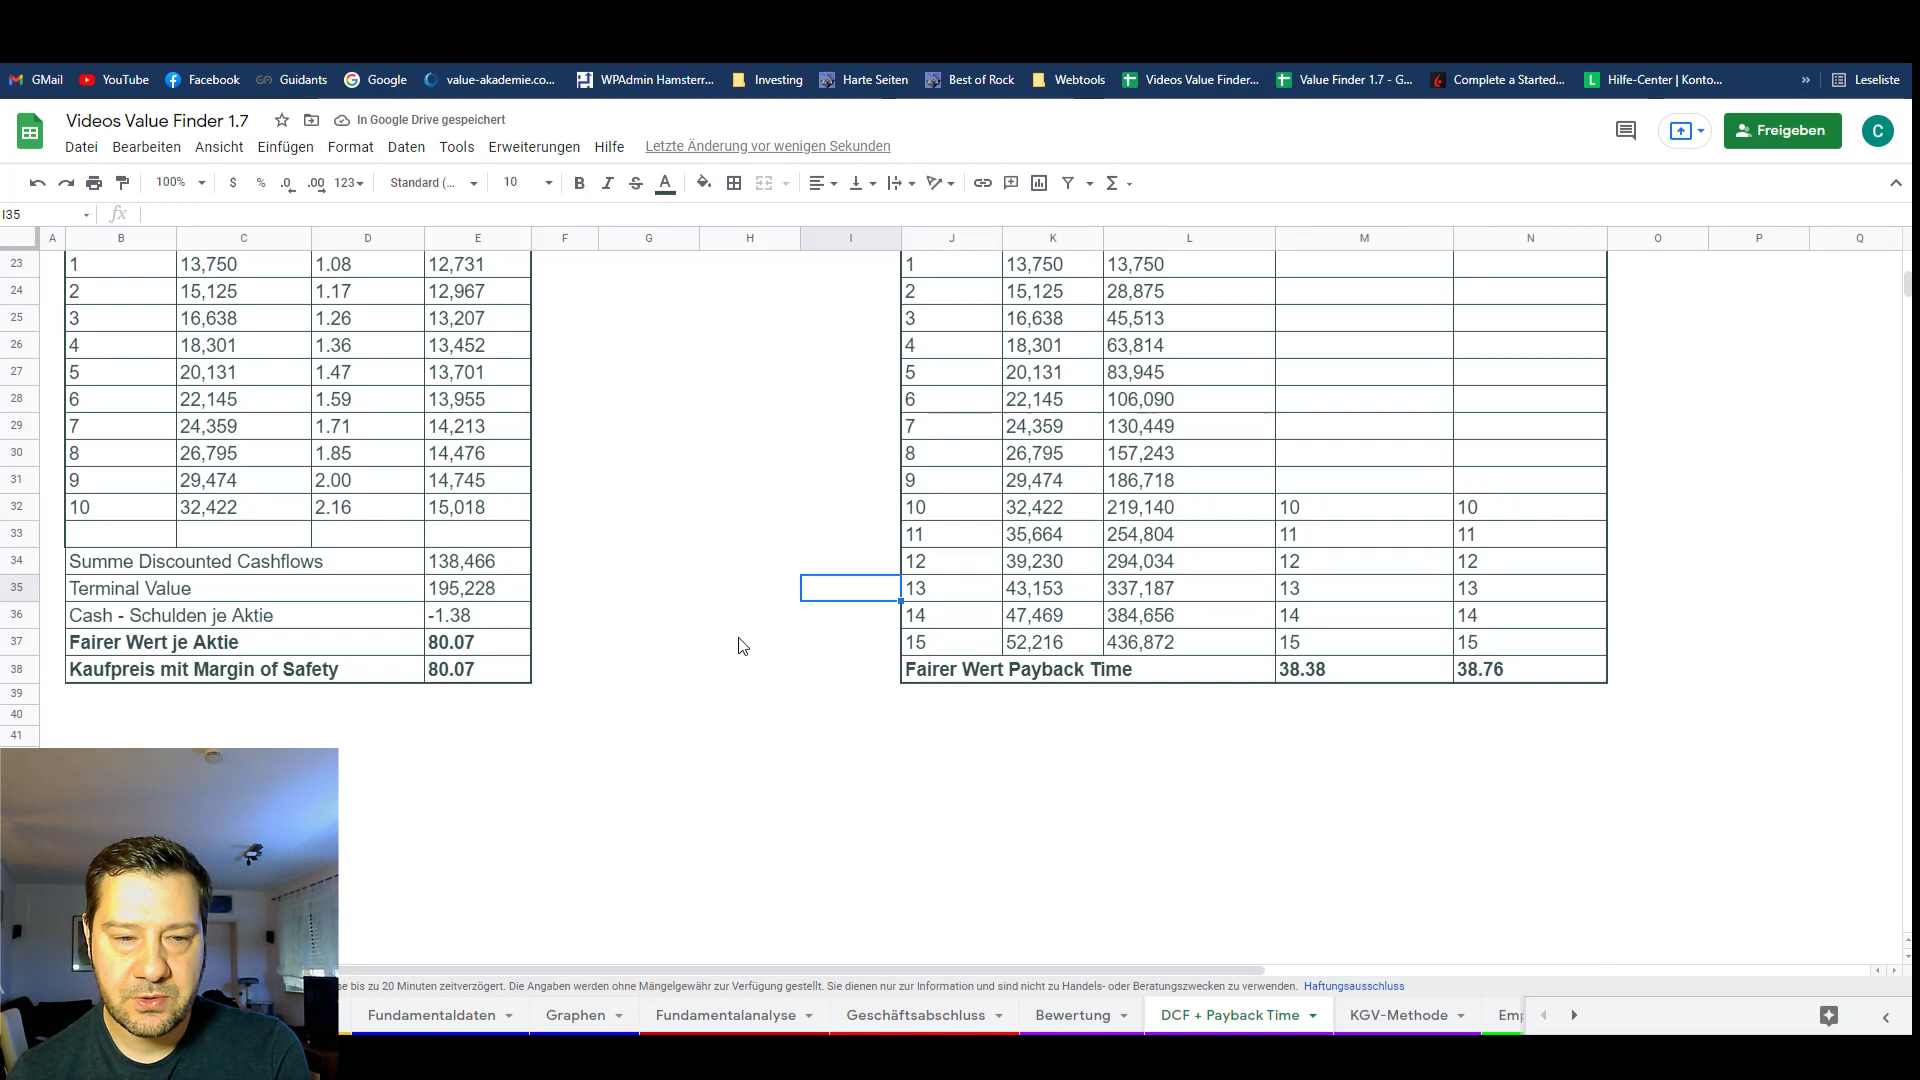 GMail YouTube Facebook Guidants Google value-akademie.co... WPAdmin Hamsterr... Investing Harte Seiten Best of Rock Webtools Videos Value Finder... Value Finder 1.7 - G... Complete a Started... Hilfe-Center | Konto... » Leseliste
Videos Value Finder 1.7 In Google Drive gespeichert
Freigeben C
Datei Bearbeiten Ansicht Einfügen Format Daten Tools Erweiterungen Hilfe Letzte Änderung vor wenigen Sekunden
100% $ % .0 .00 123 Standard (... 10 B I S A Σ
I35 fx
A B C D E F G H I J K L M N O P Q
23 1 13,750 1.08 12,731 1 13,750 13,750
24 2 15,125 1.17 12,967 2 15,125 28,875
25 3 16,638 1.26 13,207 3 16,638 45,513
26 4 18,301 1.36 13,452 4 18,301 63,814
27 5 20,131 1.47 13,701 5 20,131 83,945
28 6 22,145 1.59 13,955 6 22,145 106,090
29 7 24,359 1.71 14,213 7 24,359 130,449
30 8 26,795 1.85 14,476 8 26,795 157,243
31 9 29,474 2.00 14,745 9 29,474 186,718
32 10 32,422 2.16 15,018 10 32,422 219,140 10 10
33 11 35,664 254,804 11 11
34 Summe Discounted Cashflows 138,466 12 39,230 294,034 12 12
35 Terminal Value 195,228 13 43,153 337,187 13 13
36 Cash - Schulden je Aktie -1.38 14 47,469 384,656 14 14
37 Fairer Wert je Aktie 80.07 15 52,216 436,872 15 15
38 Kaufpreis mit Margin of Safety 80.07 Fairer Wert Payback Time 38.38 38.76
39
40
41
se bis zu 20 Minuten zeitverzögert. Die Angaben werden ohne Mängelgewähr zur Verfügung gestellt. Sie dienen nur zur Information und sind nicht zu Handels- oder Beratungszwecken zu verwenden. Haftungsausschluss
Fundamentaldaten Graphen Fundamentalanalyse Geschäftsabschluss Bewertung DCF + Payback Time KGV-Methode Emp